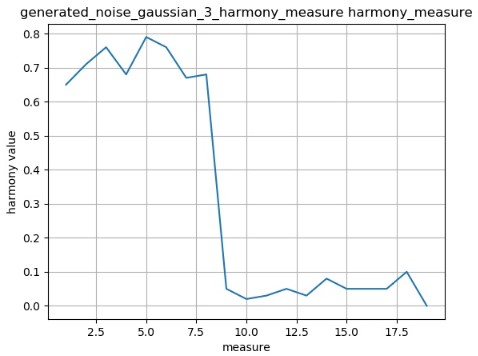 generated_noise_gaussian_3_harmony_measure harmony_measure
0.8
0.7
0.6
0.5
0.4
0.3
0.2
0.1
0.0
harmony value
2.5 5.0 7.5 10.0 12.5 15.0 17.5
measure